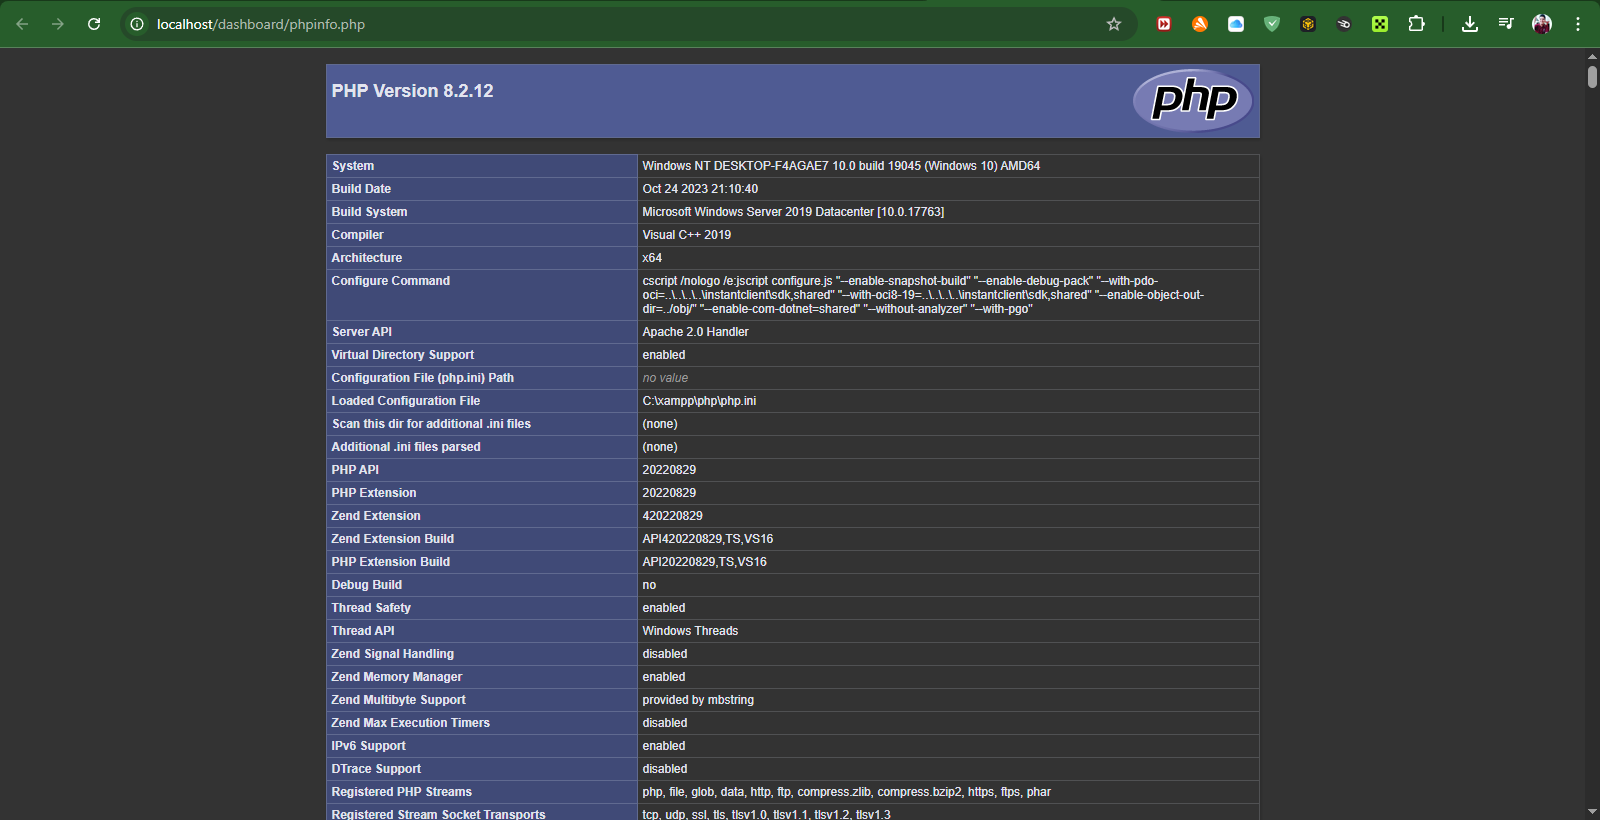 localhost/dashboard/phpinfo.php
PHP Version 8.2.12
php
System Windows NT DESKTOP-F4AGAE7 10.0 build 19045 (Windows 10) AMD64
Build Date Oct 24 2023 21:10:40
Build System Microsoft Windows Server 2019 Datacenter [10.0.17763]
Compiler Visual C++ 2019
Architecture x64
Configure Command cscript /nologo /e:jscript configure.js "--enable-snapshot-build" "--enable-debug-pack" "--with-pdo-
oci=..\..\..\..\instantclient\sdk,shared" "--with-oci8-19=..\..\..\..\instantclient\sdk,shared" "--enable-object-out-
dir=../obj/" "--enable-com-dotnet=shared" "--without-analyzer" "--with-pgo"
Server API Apache 2.0 Handler
Virtual Directory Support enabled
Configuration File (php.ini) Path no value
Loaded Configuration File C:\xampp\php\php.ini
Scan this dir for additional .ini files (none)
Additional .ini files parsed (none)
PHP API 20220829
PHP Extension 20220829
Zend Extension 420220829
Zend Extension Build API420220829,TS,VS16
PHP Extension Build API20220829,TS,VS16
Debug Build no
Thread Safety enabled
Thread API Windows Threads
Zend Signal Handling disabled
Zend Memory Manager enabled
Zend Multibyte Support provided by mbstring
Zend Max Execution Timers disabled
IPv6 Support enabled
DTrace Support disabled
Registered PHP Streams php, file, glob, data, http, ftp, compress.zlib, compress.bzip2, https, ftps, phar
Registered Stream Socket Transports tcp, udp, ssl, tls, tlsv1.0, tlsv1.1, tlsv1.2, tlsv1.3